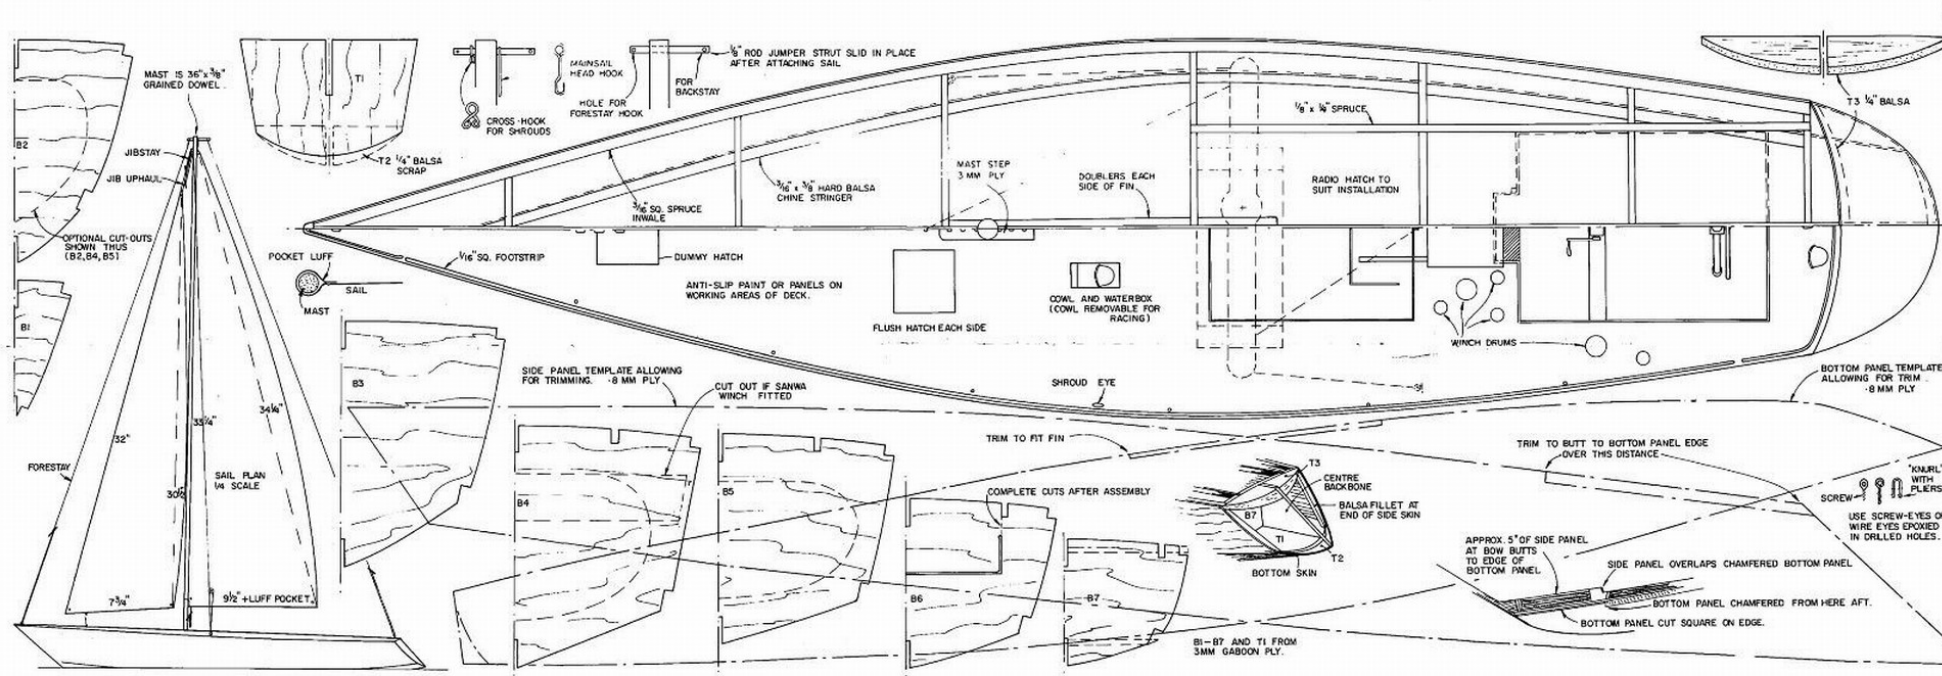 MAST IS 36" x 3/8"
GRAINED DOWEL.
B2
JIBSTAY
JIB UPHAUL
OPTIONAL CUT-OUTS
SHOWN THUS
(B2, B4, B5)
B1
T1
T2 1/4" BALSA
SCRAP
CROSS-HOOK
FOR SHROUDS
MAINSAIL
HEAD HOOK
HOLE FOR
FORESTAY HOOK
FOR
BACKSTAY
1/8" ROD JUMPER STRUT SLID IN PLACE
AFTER ATTACHING SAIL
T3 1/4" BALSA
1/8" x 1/4" SPRUCE
MAST STEP
3 MM PLY
DOUBLERS EACH
SIDE OF FIN
RADIO HATCH TO
SUIT INSTALLATION
3/16" x 3/8" HARD BALSA
CHINE STRINGER
3/16" SQ. SPRUCE
INWALE
1/16" SQ. FOOTSTRIP
DUMMY HATCH
POCKET LUFF
SAIL
MAST
ANTI-SLIP PAINT OR PANELS ON
WORKING AREAS OF DECK.
FLUSH HATCH EACH SIDE
COWL AND WATERBOX
(COWL REMOVABLE FOR
RACING)
WINCH DRUMS
SHROUD EYE
B3
SIDE PANEL TEMPLATE ALLOWING
FOR TRIMMING. ·8 MM PLY
CUT OUT IF SANWA
WINCH FITTED
BOTTOM PANEL TEMPLATE
ALLOWING FOR TRIM.
·8 MM PLY
TRIM TO FIT FIN
TRIM TO BUTT TO BOTTOM PANEL EDGE
OVER THIS DISTANCE
FORESTAY
32"
33 1/4"
34 1/4"
30 1/2"
SAIL PLAN
1/4 SCALE
7 3/4"
9 1/2" + LUFF POCKET.
B4
B5
COMPLETE CUTS AFTER ASSEMBLY
B6
B7
B1-B7 AND T1 FROM
3MM GABOON PLY.
T3
CENTRE
BACKBONE
BALSA FILLET AT
END OF SIDE SKIN
B7
T1
T2
BOTTOM SKIN
"KNURL"
WITH
PLIERS
SCREW
USE SCREW-EYES
WIRE EYES EPOXIED
IN DRILLED HOLES.
APPROX. 5" OF SIDE PANEL
AT BOW BUTTS
TO EDGE OF
BOTTOM PANEL
SIDE PANEL OVERLAPS CHAMFERED BOTTOM PANEL
BOTTOM PANEL CHAMFERED FROM HERE AFT.
BOTTOM PANEL CUT SQUARE ON EDGE.